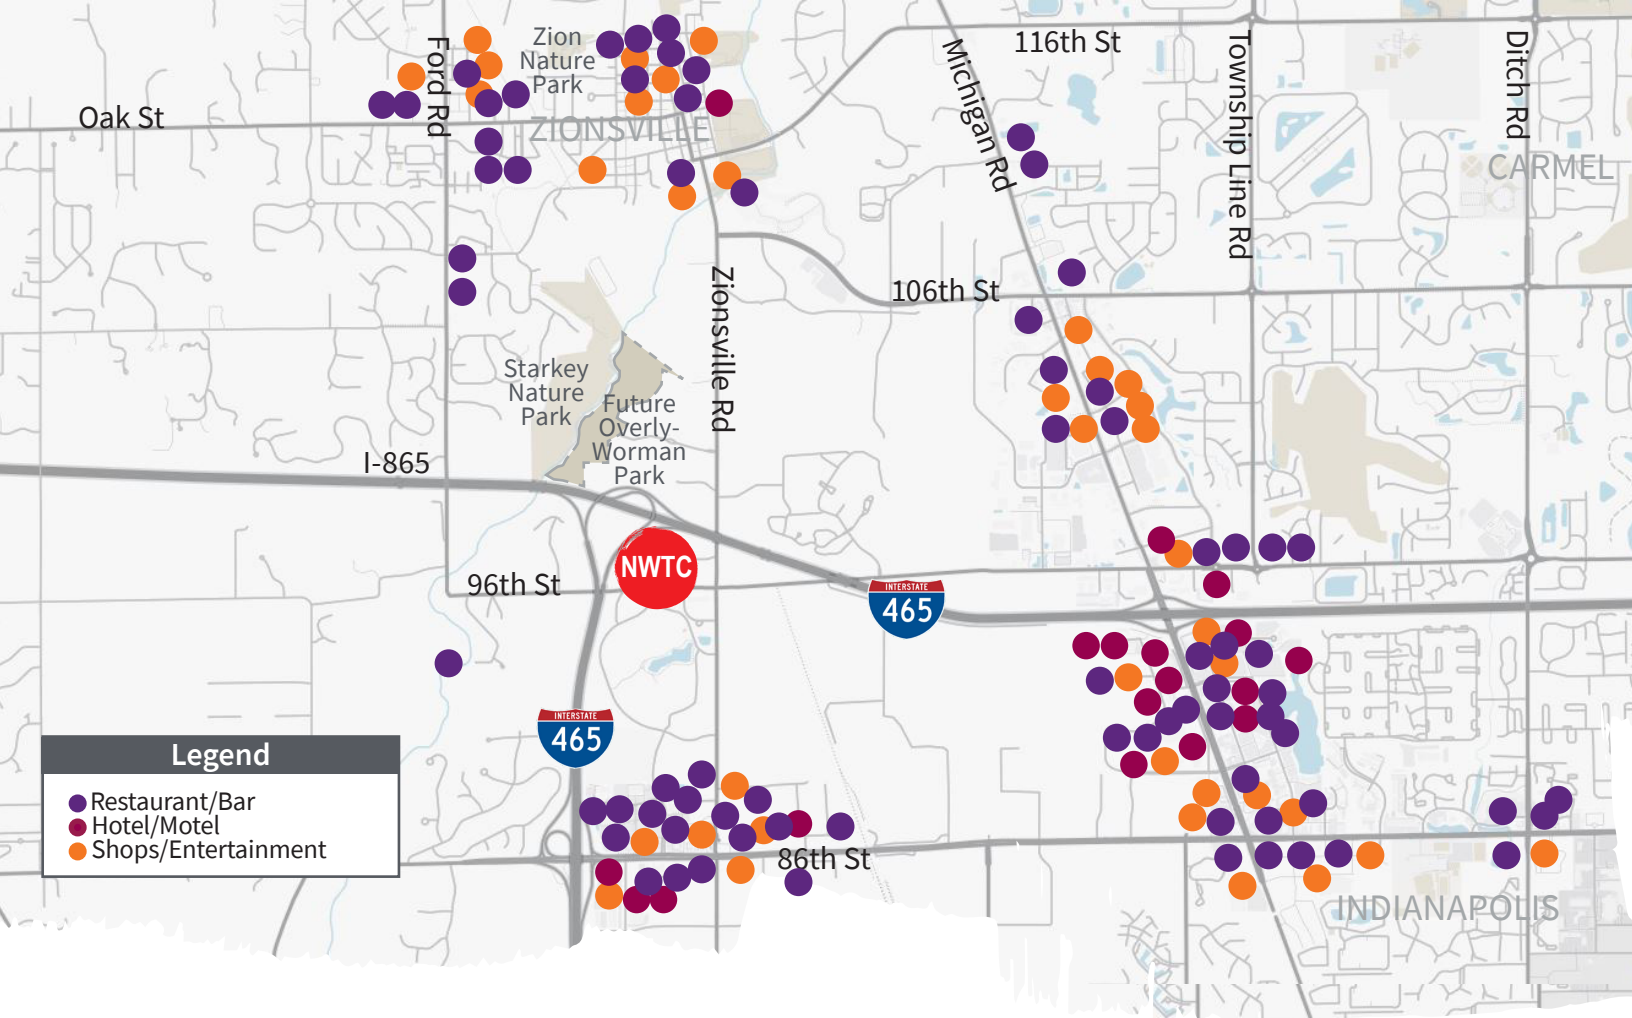 Zion
Nature
Park
Oak St
ZIONSVILLE
Ford Rd
116th St
Michigan Rd
Township Line Rd
Ditch Rd
CARMEL
106th St
Zionsville Rd
Starkey
Nature
Park
Future
Overly-
Worman
Park
I-865
NWTC
96th St
INTERSTATE
465
INTERSTATE
465
Legend
Restaurant/Bar
Hotel/Motel
Shops/Entertainment
86th St
INDIANAPOLIS